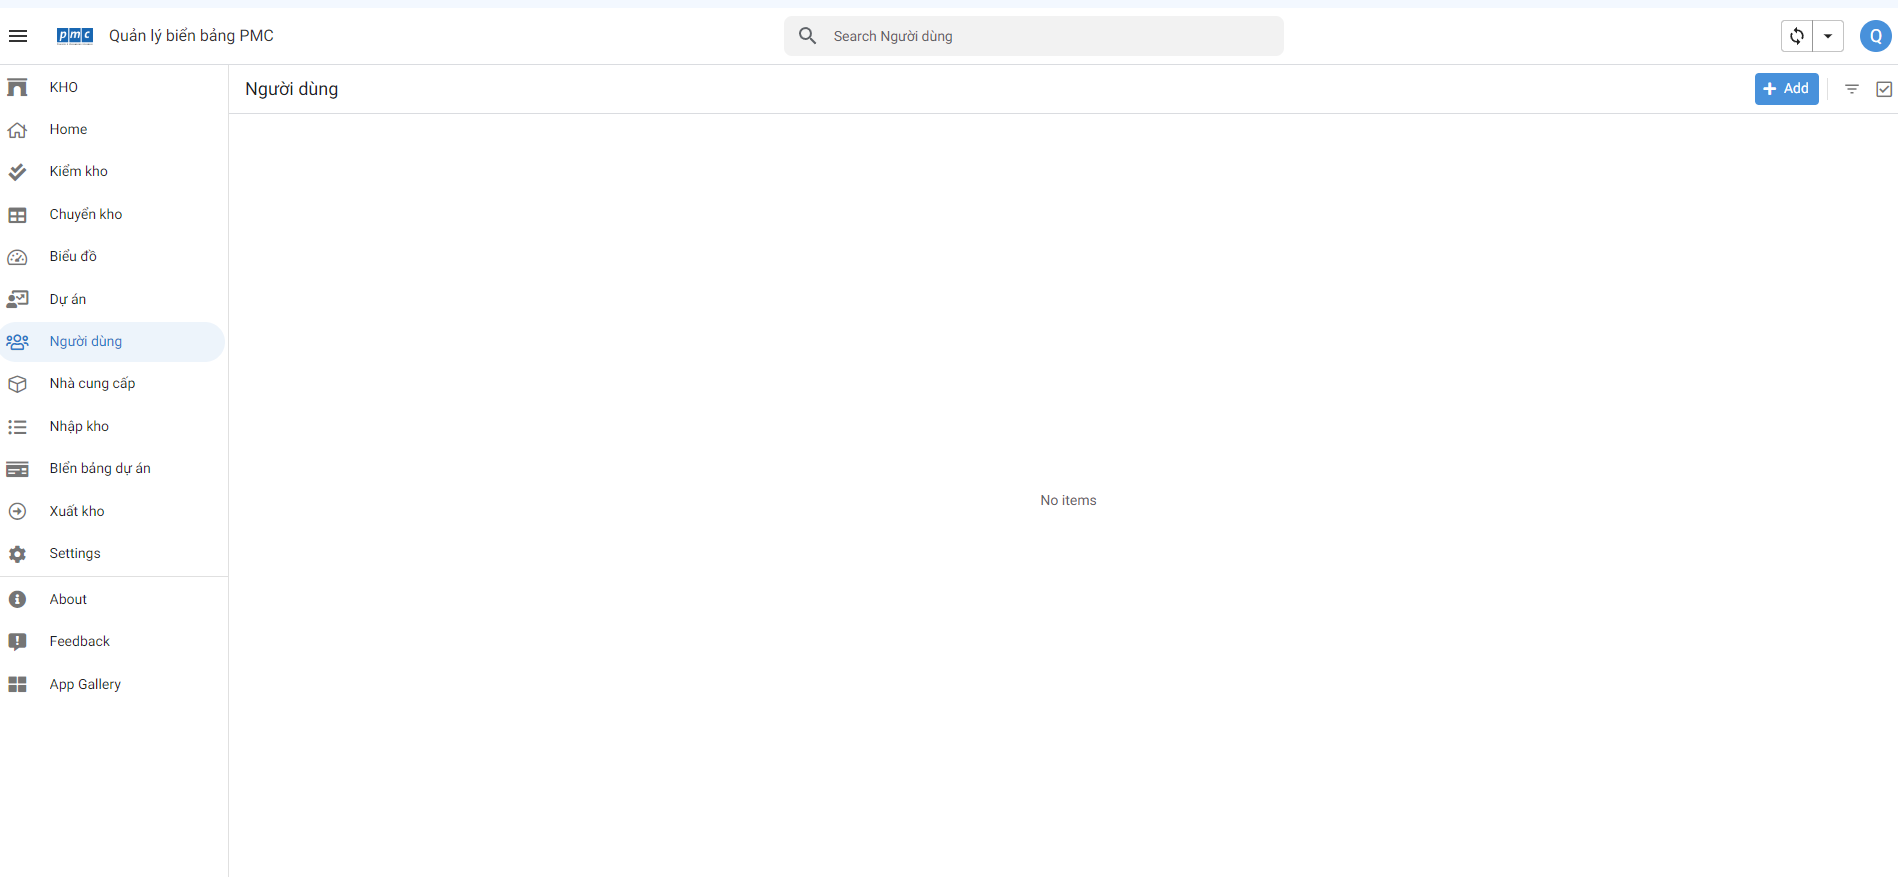 pmc Quản lý biển bảng PMC
Search Người dùng
Q
KHO
Home
Kiểm kho
Chuyển kho
Biểu đồ
Dự án
Người dùng
Nhà cung cấp
Nhập kho
BIển bảng dự án
Xuất kho
Settings
About
Feedback
App Gallery
Người dùng
Add
No items